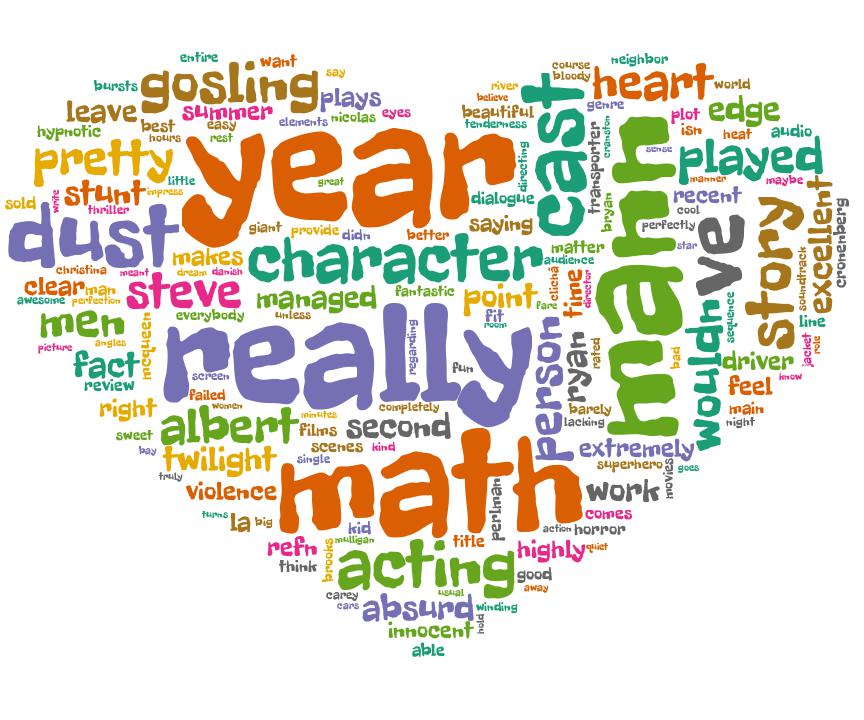 entire
want
say
course
bloody
neighbor
bursts
gosling
plays
river
believe
cast
heart
world
leave
summer
nicolas
eyes
beautiful
genre
plot
edge
hypnotic
best
easy
elements
tenderness
transporter
cranston
isn
heat
audio
hours
rest
year
directing
mann
sense
played
pretty
little
great
manner
maybe
sold
write
stunt
impress
thriller
dialogue
bryan
recent
cool
story
excellent
cronenberg
dust
giant
provide
didn
better
saying
perfectly
ve
christina
meant
makes
dream
danish
character
matter
audience
star
clear
man
steve
managed
fantastic
point
fare
clichã
time
director
soundtrack
awesome
perfection
everybody
unless
fit
room
sequence
line
men
mcqueen
really
regarding
person
ryan
rated
bad
wouldn
jacket
role
picture
angles
fact
review
screen
fun
driver
know
right
failed
women
minutes
completely
barely
lacking
feel
main
night
sweet
albert
films
second
bay
twilight
scenes
kind
extremely
truly
single
superhero
movies
goes
violence
math
perlman
work
turns
la
big
kid
comes
action
horror
refn
brooks
mulligan
title
highly
quiet
think
acting
good
carey
usual
away
cars
absurd
winding
innocent
hold
able